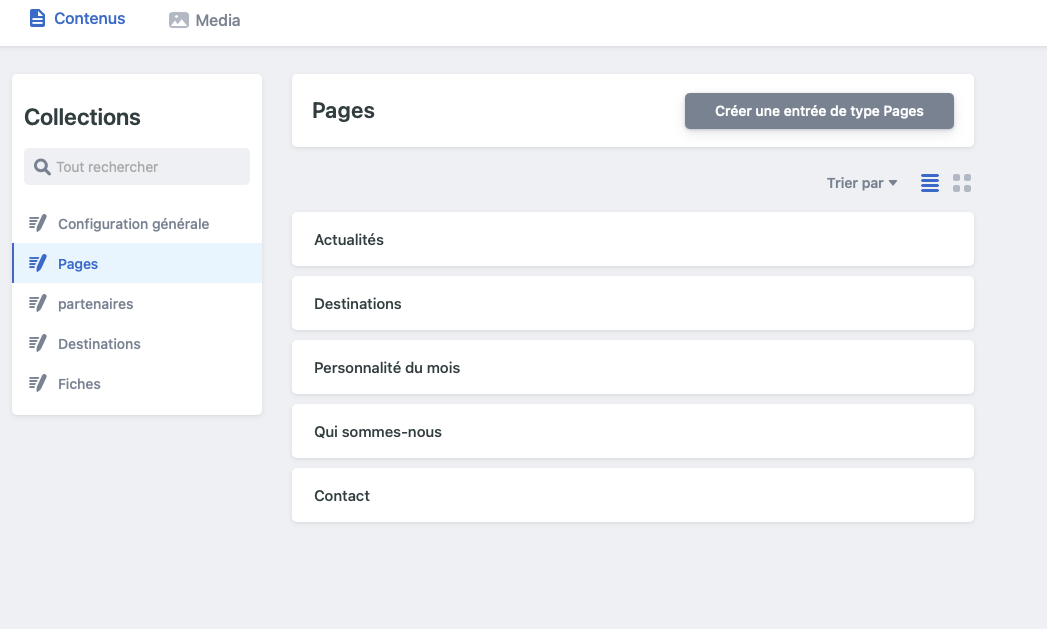 Contenus
Media
Collections
Tout rechercher
Configuration générale
Pages
partenaires
Destinations
Fiches
Pages
Créer une entrée de type Pages
Trier par
Actualités
Destinations
Personnalité du mois
Qui sommes-nous
Contact